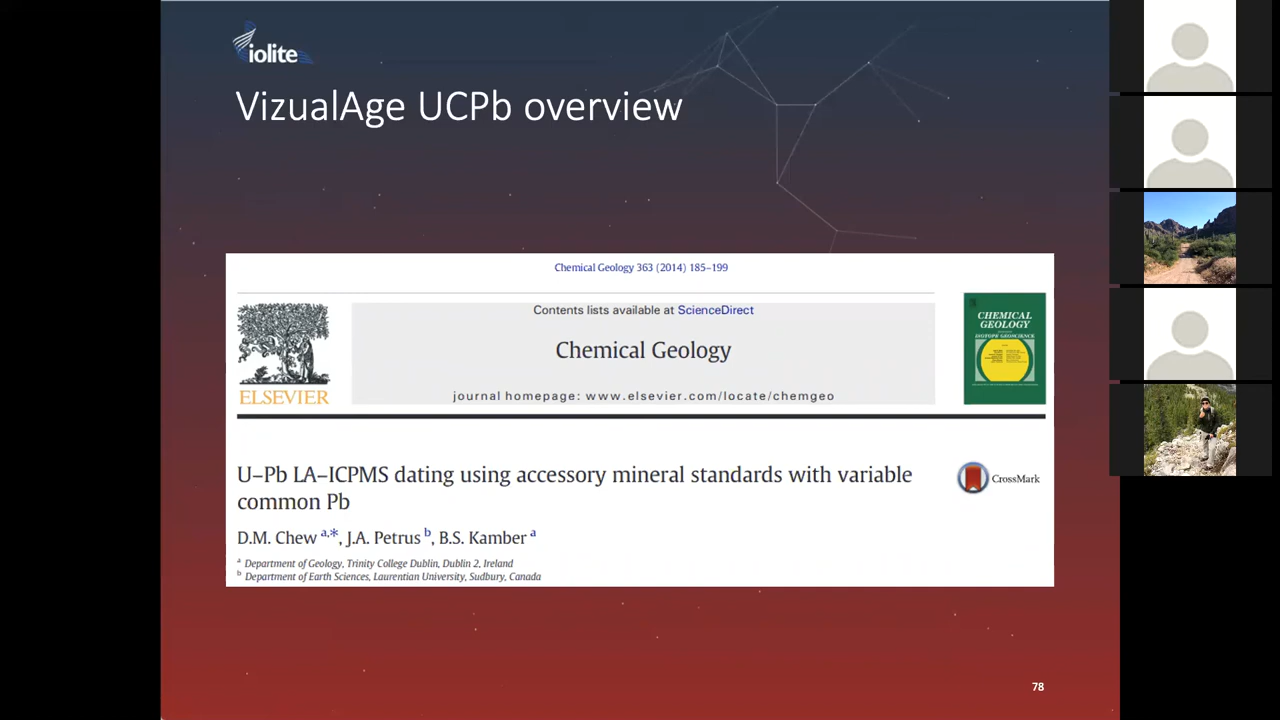 iolite
VizualAge UCPb overview
Chemical Geology 363 (2014) 185–199
Contents lists available at ScienceDirect
Chemical Geology
journal homepage: www.elsevier.com/locate/chemgeo
ELSEVIER
CHEMICAL
GEOLOGY
ISOTOPE GEOSCIENCE
U–Pb LA–ICPMS dating using accessory mineral standards with variable
common Pb
CrossMark
D.M. Chew a,*, J.A. Petrus b, B.S. Kamber a
a Department of Geology, Trinity College Dublin, Dublin 2, Ireland
b Department of Earth Sciences, Laurentian University, Sudbury, Canada
78